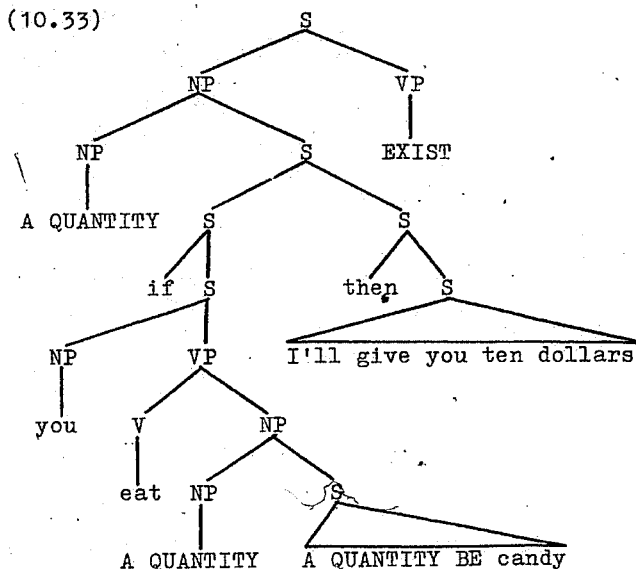 (10.33) S
NP VP
NP S EXIST
A QUANTITY S S
if S then S
NP VP I'll give you ten dollars
you V NP
eat NP S
A QUANTITY A QUANTITY BE candy